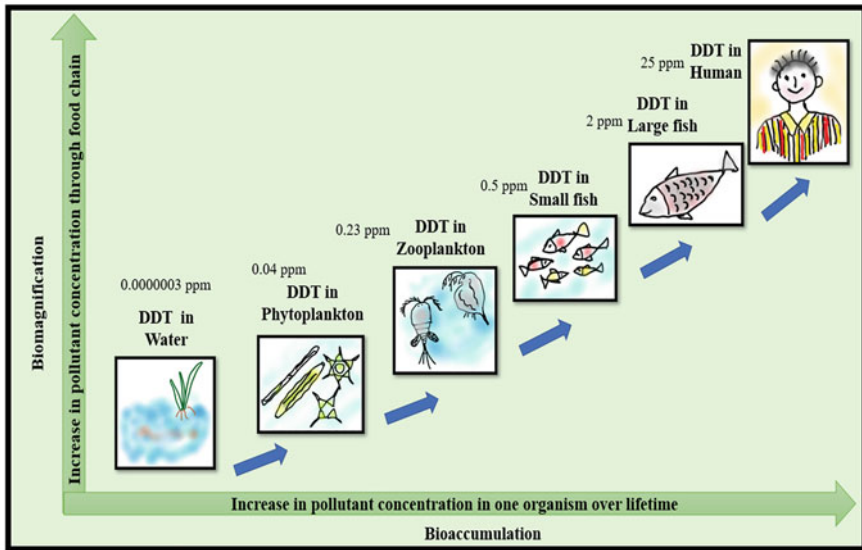 Biomagnification
Increase in pollutant concentration through food chain
0.0000003 ppm
DDT in
Water
0.04 ppm
DDT in
Phytoplankton
0.23 ppm
DDT in
Zooplankton
0.5 ppm
DDT in
Small fish
2 ppm
DDT in
Large fish
25 ppm
DDT in
Human
Increase in pollutant concentration in one organism over lifetime
Bioaccumulation